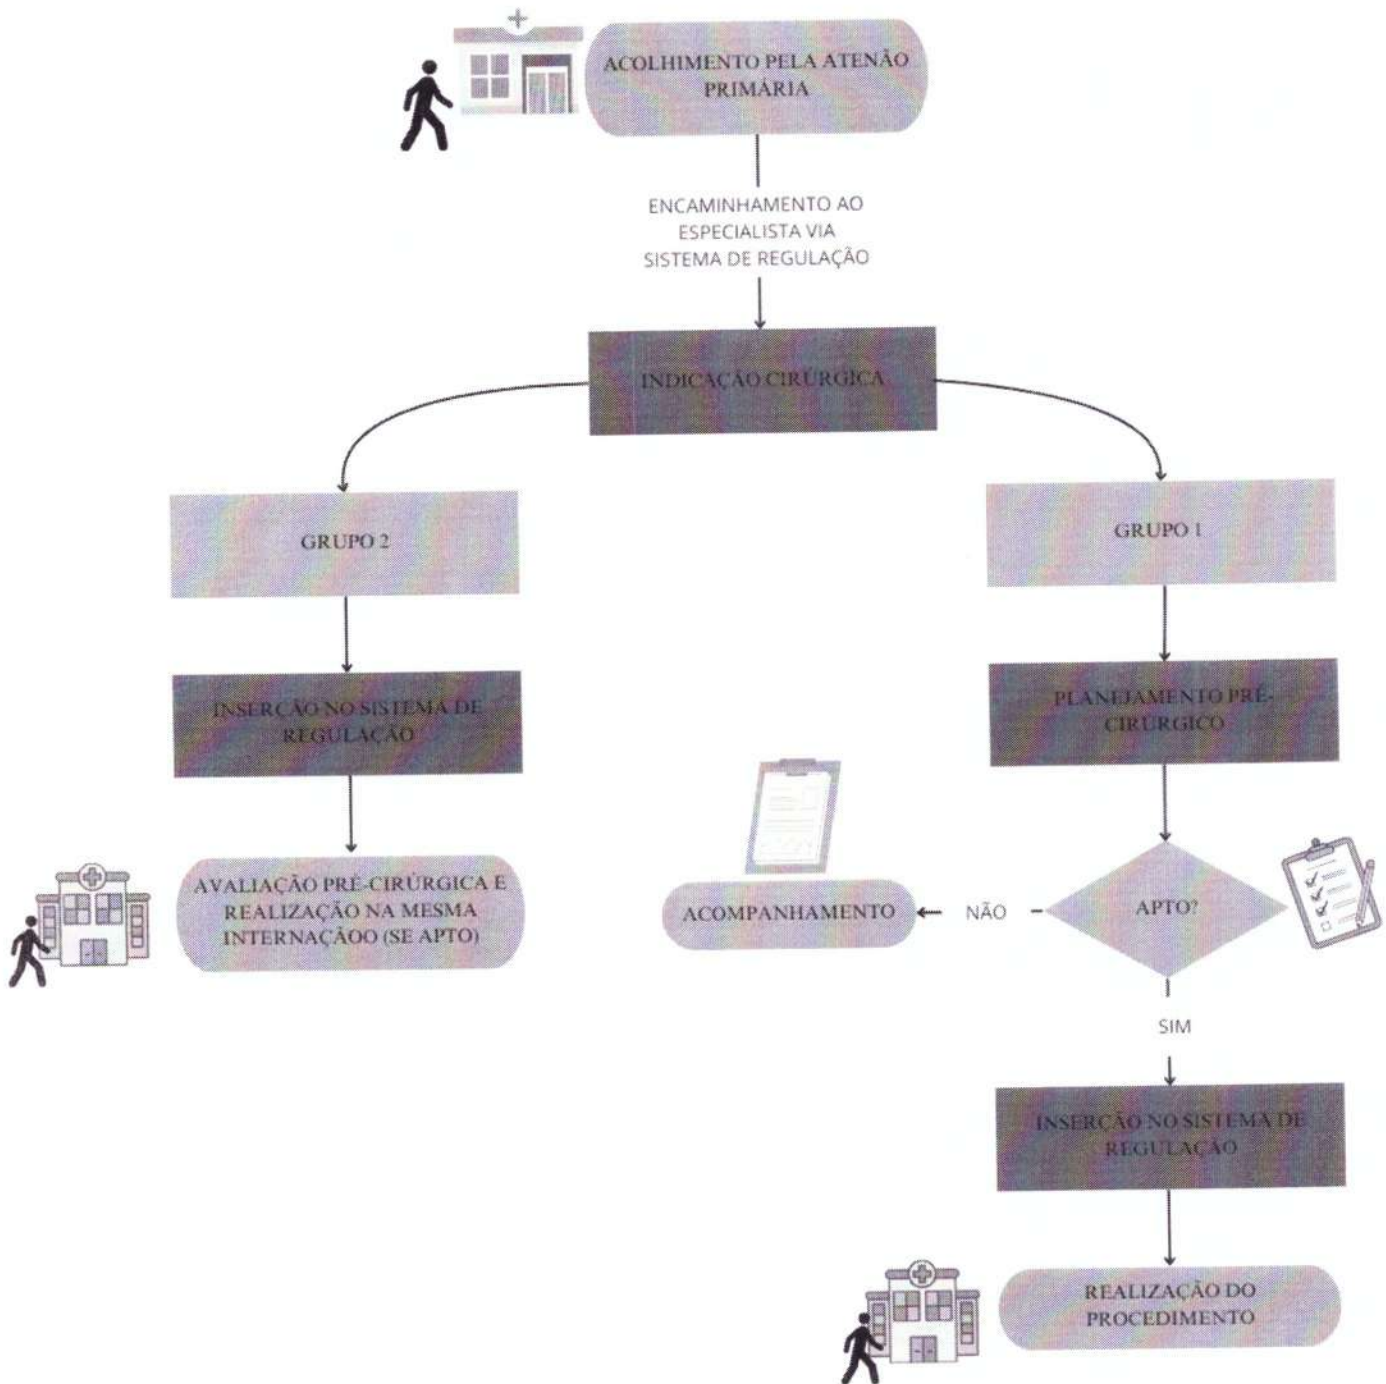 ACOLHIMENTO PELA ATENÃO
PRIMÁRIA
ENCAMINHAMENTO AO
ESPECIALISTA VIA
SISTEMA DE REGULAÇÃO
INDICAÇÃO CIRÚRGICA
GRUPO 2
GRUPO 1
INSERÇÃO NO SISTEMA DE
REGULAÇÃO
PLANEJAMENTO PRÉ-
CIRÚRGICO
AVALIAÇÃO PRÉ-CIRÚRGICA E
REALIZAÇÃO NA MESMA
INTERNAÇÃOO (SE APTO)
ACOMPANHAMENTO
NÃO
APTO?
SIM
INSERÇÃO NO SISTEMA DE
REGULAÇÃO
REALIZAÇÃO DO
PROCEDIMENTO